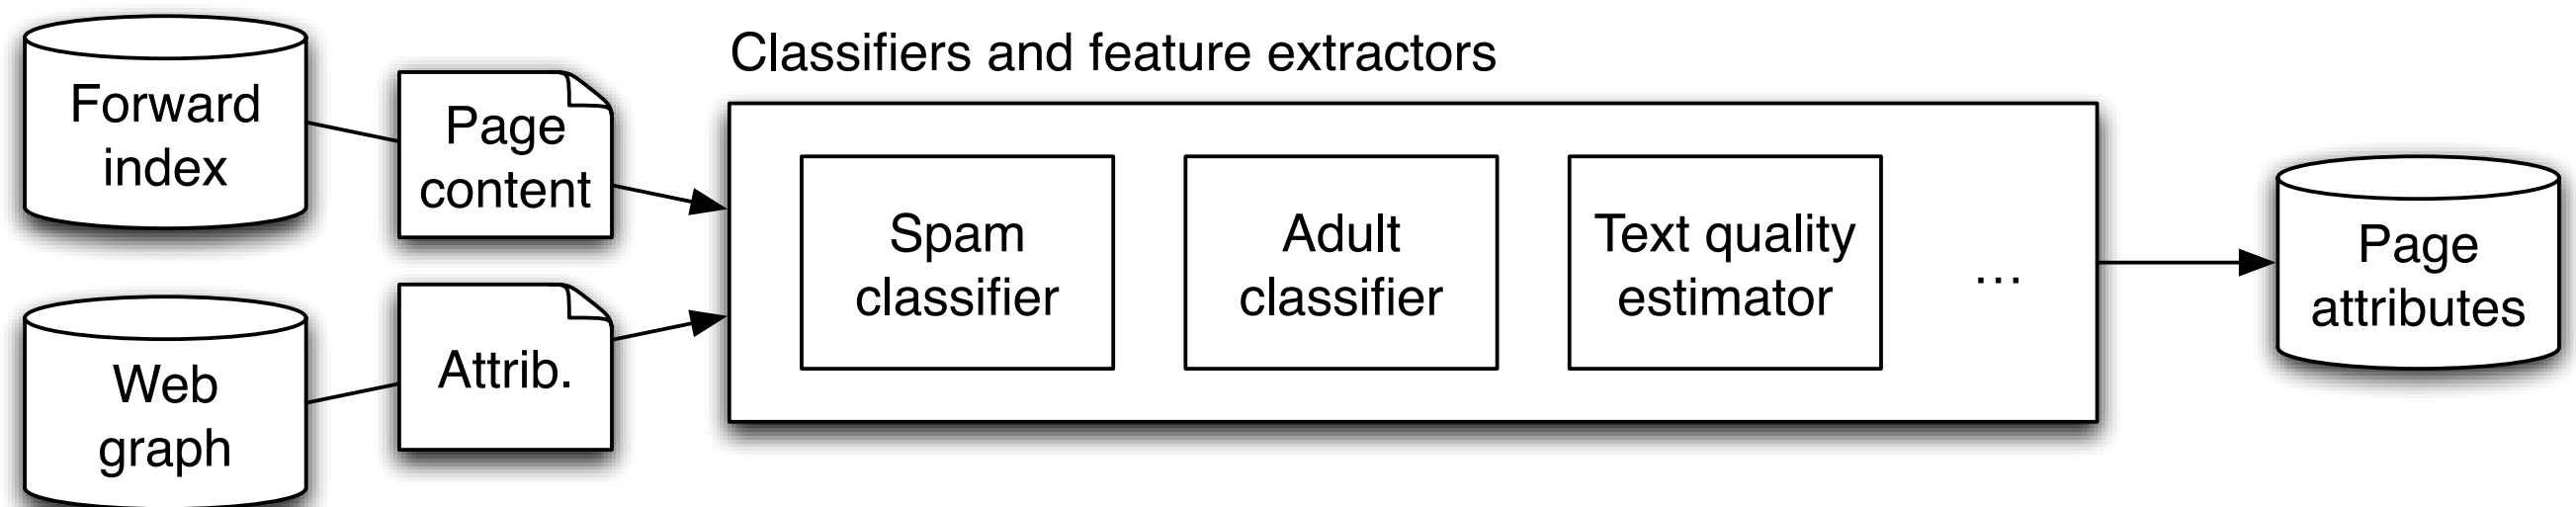 Classifiers and feature extractors
Forward
index
Page
content
Web
graph
Attrib.
Spam
classifier
Adult
classifier
Text quality
estimator
...
Page
attributes